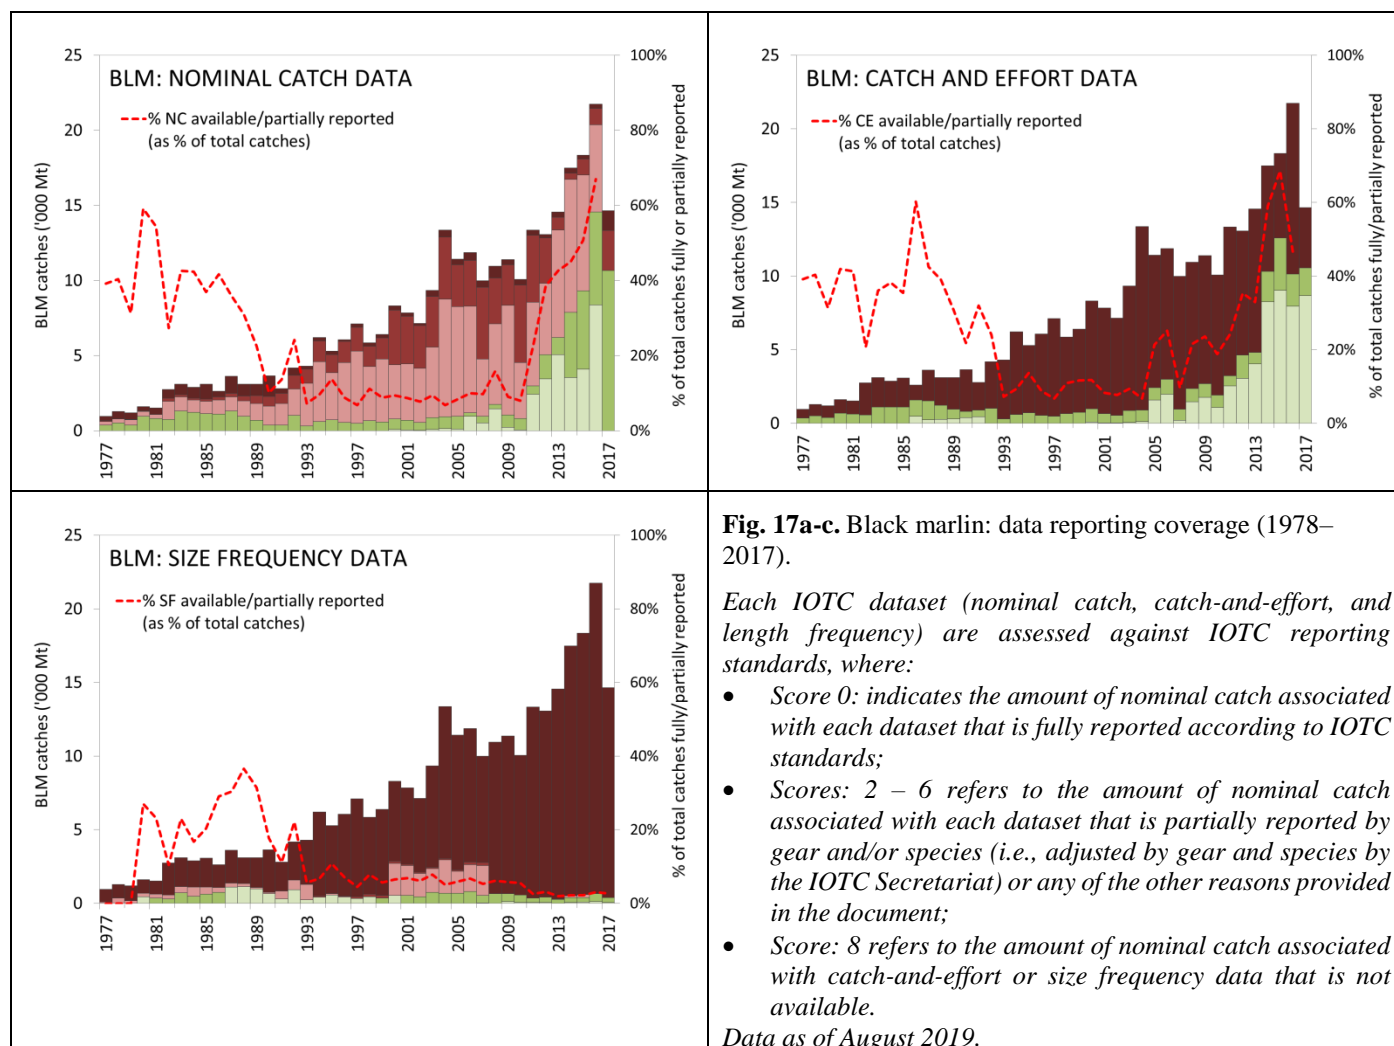 BLM: NOMINAL CATCH DATA
% NC available/partially reported
(as % of total catches)
BLM catches ('000 Mt)
25
20
15
10
5
0
100%
80%
60%
40%
20%
0%
% of total catches fully or partially reported
1977
1981
1985
1989
1993
1997
2001
2005
2009
2013
2017
BLM: CATCH AND EFFORT DATA
% CE available/partially reported
(as % of total catches)
BLM catches ('000 Mt)
25
20
15
10
5
0
100%
80%
60%
40%
20%
0%
% of total catches fully/partially reported
1977
1981
1985
1989
1993
1997
2001
2005
2009
2013
2017
BLM: SIZE FREQUENCY DATA
% SF available/partially reported
(as % of total catches)
BLM catches ('000 Mt)
25
20
15
10
5
0
100%
80%
60%
40%
20%
0%
% of total catches fully/partially reported
1977
1981
1985
1989
1993
1997
2001
2005
2009
2013
2017
Fig. 17a-c. Black marlin: data reporting coverage (1978–
2017).
Each IOTC dataset (nominal catch, catch-and-effort, and
length frequency) are assessed against IOTC reporting
standards, where:
• Score 0: indicates the amount of nominal catch associated
with each dataset that is fully reported according to IOTC
standards;
• Scores: 2 – 6 refers to the amount of nominal catch
associated with each dataset that is partially reported by
gear and/or species (i.e., adjusted by gear and species by
the IOTC Secretariat) or any of the other reasons provided
in the document;
• Score: 8 refers to the amount of nominal catch associated
with catch-and-effort or size frequency data that is not
available.
Data as of August 2019.